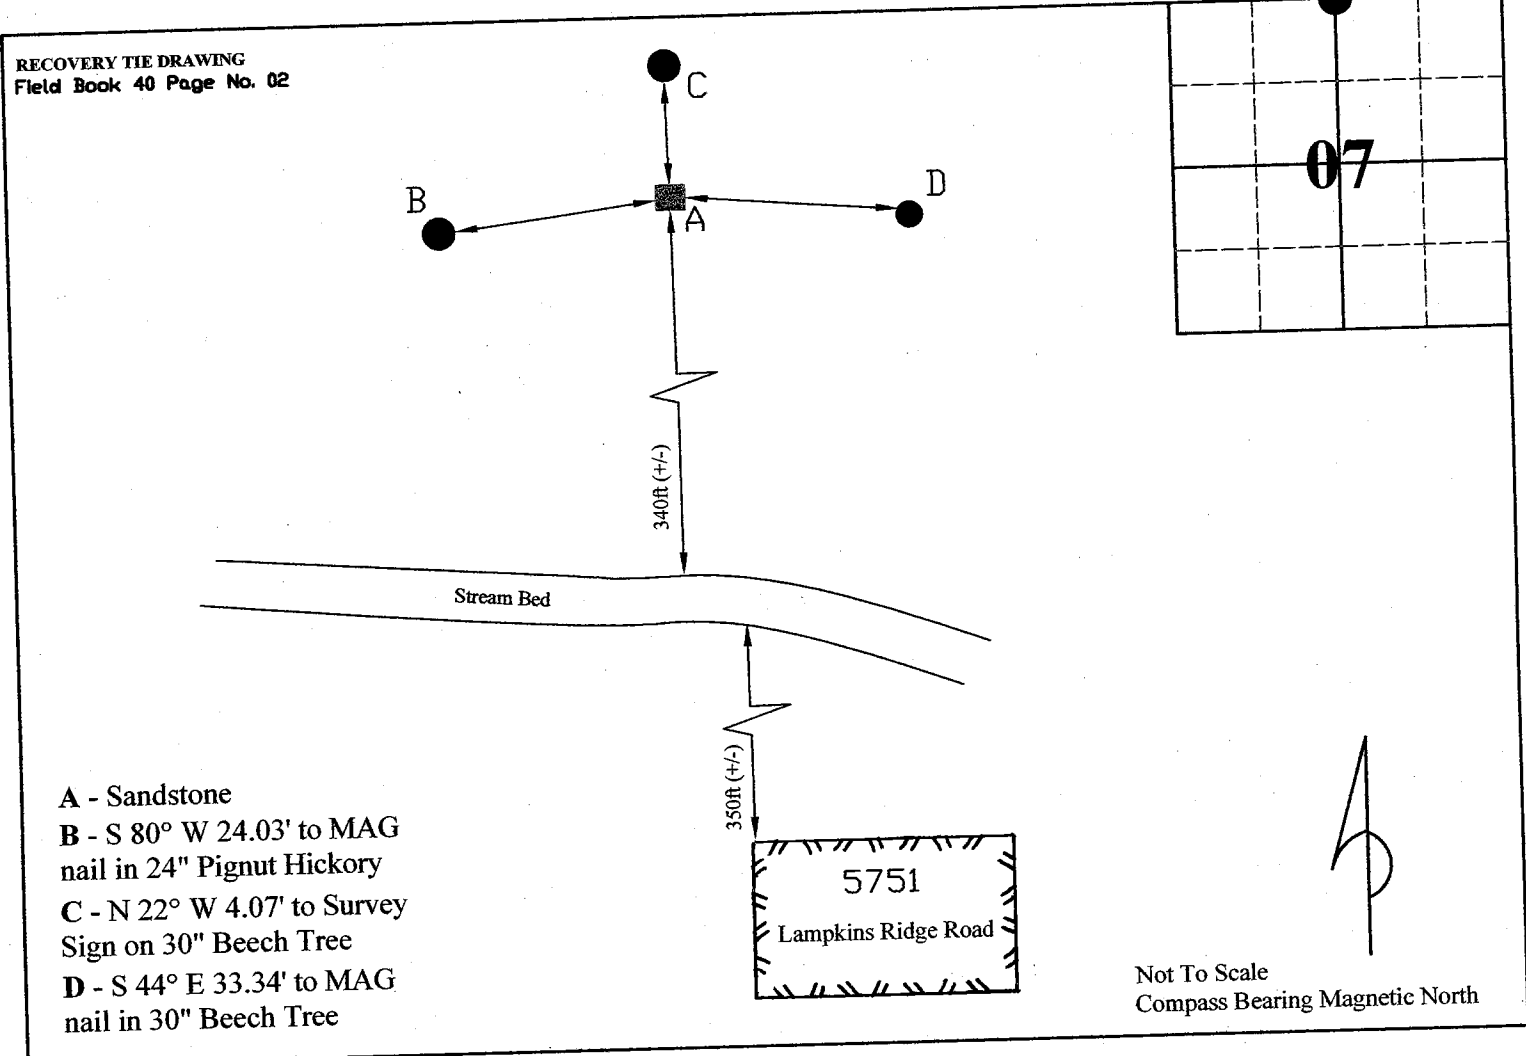 RECOVERY TIE DRAWING
Field Book 40 Page No. 02
C
B
D
A
07
340ft (+/-)
Stream Bed
350ft (+/-)
A - Sandstone
B - S 80° W 24.03' to MAG
nail in 24" Pignut Hickory
C - N 22° W 4.07' to Survey
Sign on 30" Beech Tree
D - S 44° E 33.34' to MAG
nail in 30" Beech Tree
5751
Lampkins Ridge Road
Not To Scale
Compass Bearing Magnetic North